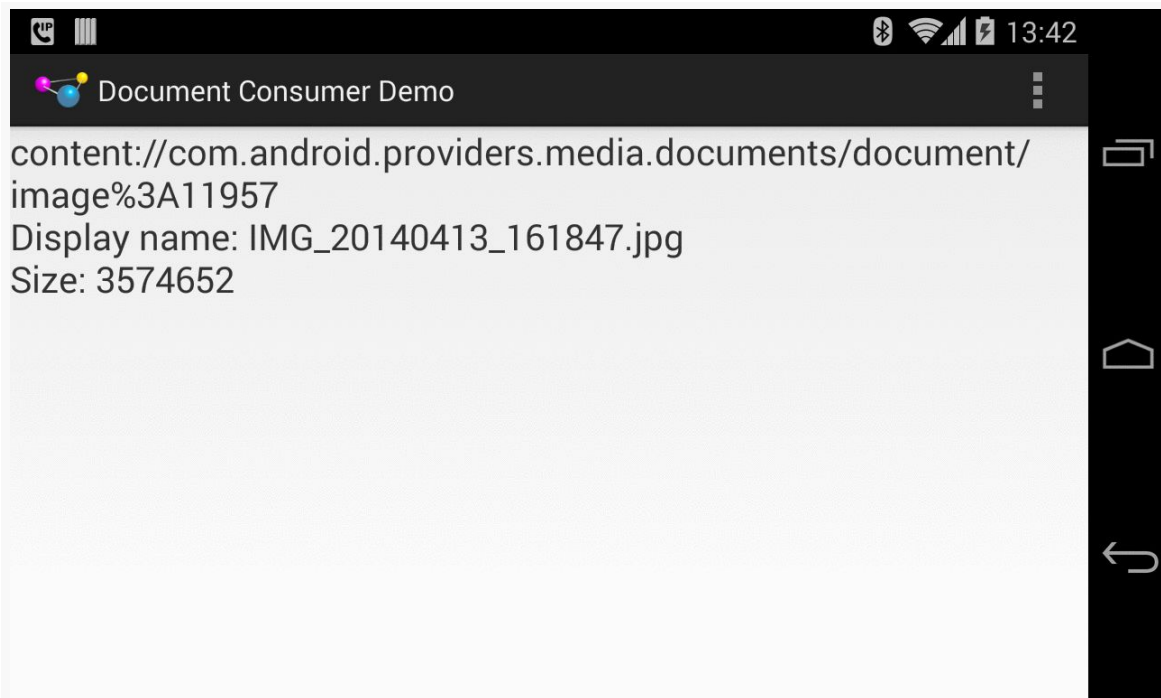 13:42
Document Consumer Demo
content://com.android.providers.media.documents/document/
image%3A11957
Display name: IMG_20140413_161847.jpg
Size: 3574652